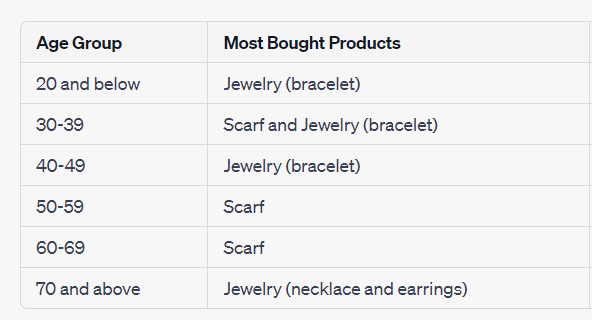 Age Group Most Bought Products
20 and below Jewelry (bracelet)
30-39 Scarf and Jewelry (bracelet)
40-49 Jewelry (bracelet)
50-59 Scarf
60-69 Scarf
70 and above Jewelry (necklace and earrings)